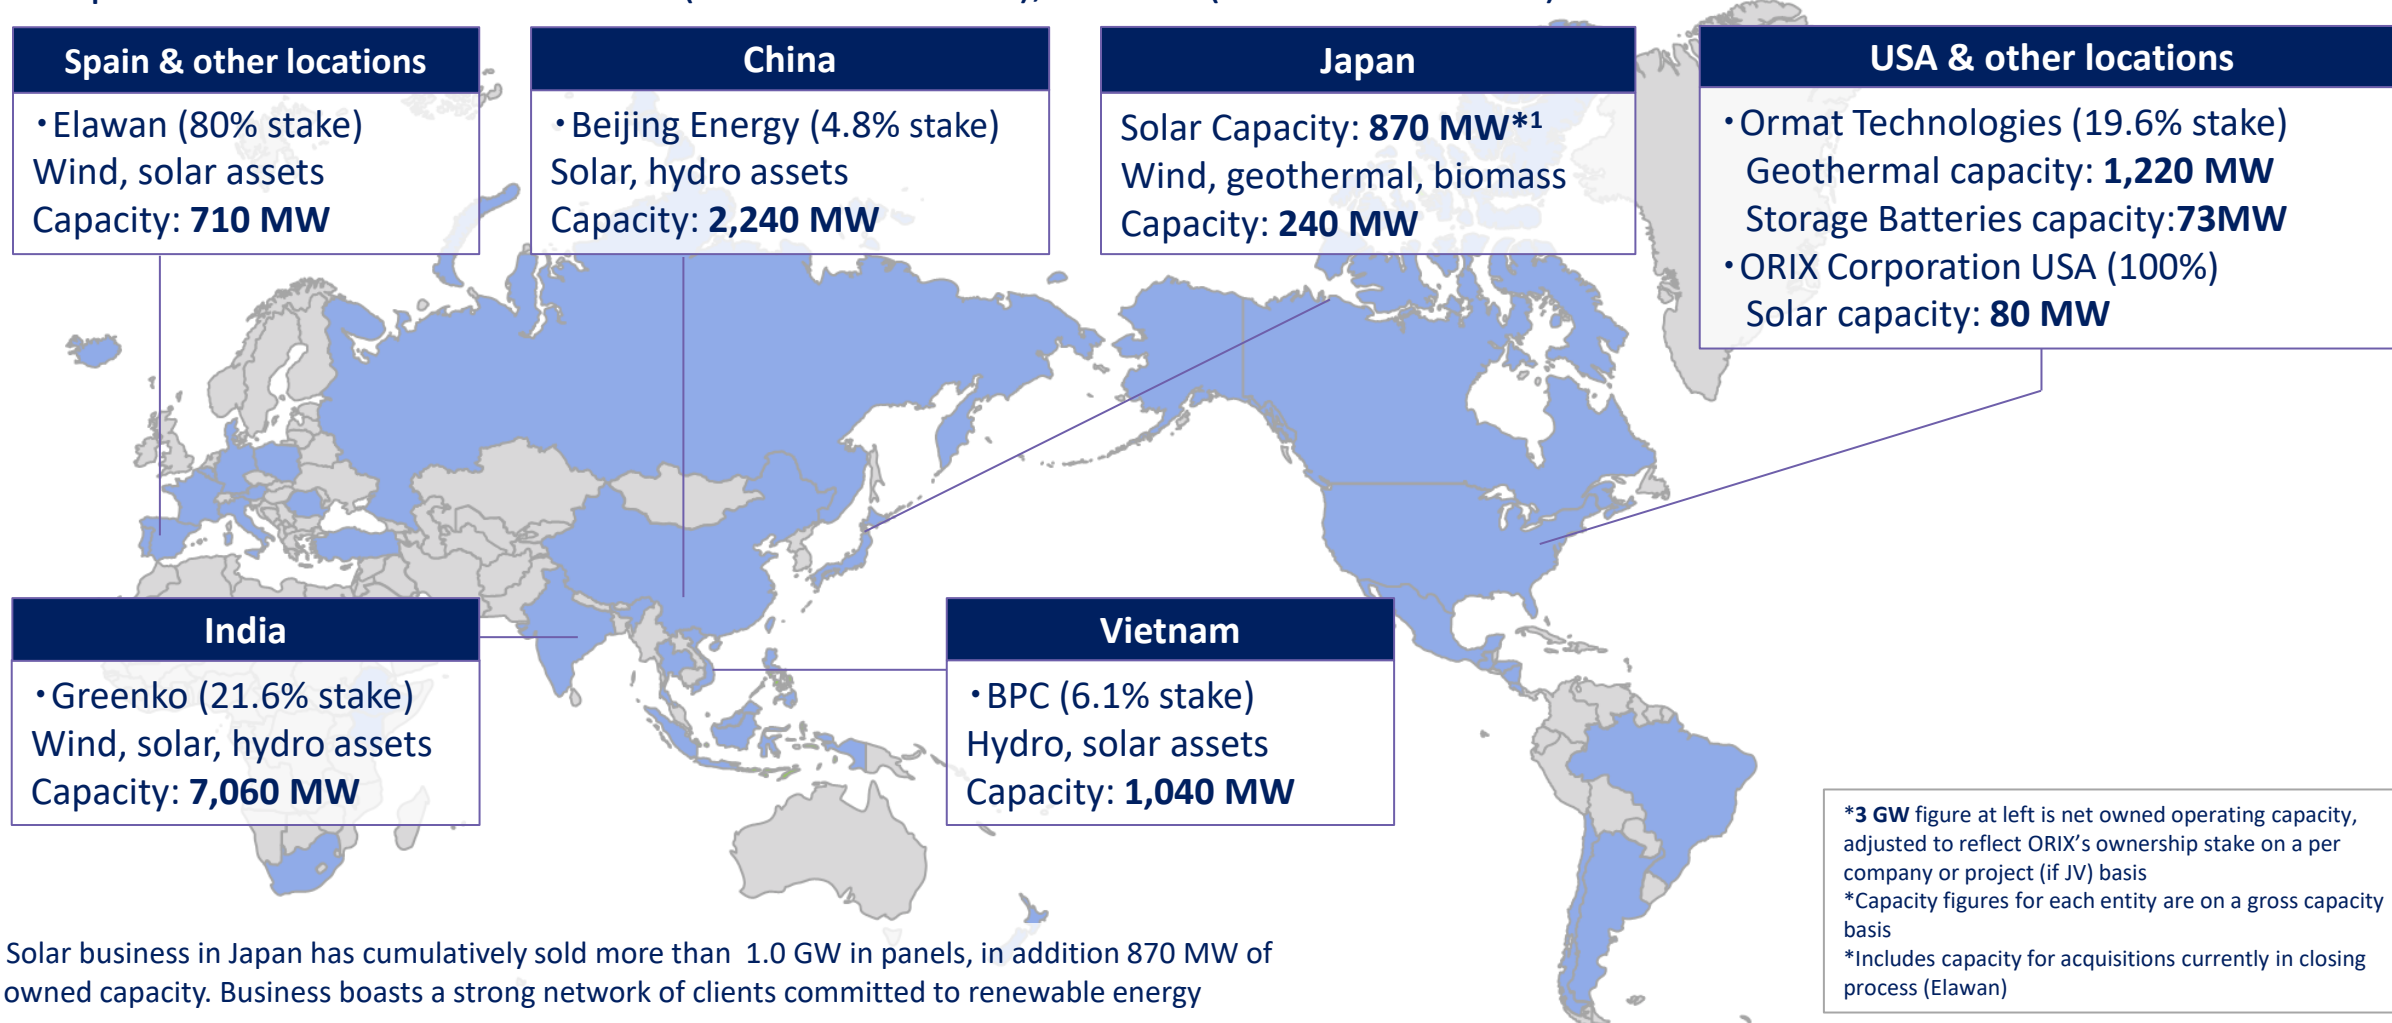 Spain & other locations
・Elawan (80% stake)
Wind, solar assets
Capacity: 710 MW
China
・Beijing Energy (4.8% stake)
Solar, hydro assets
Capacity: 2,240 MW
Japan
Solar Capacity: 870 MW*1
Wind, geothermal, biomass
Capacity: 240 MW
USA & other locations
・Ormat Technologies (19.6% stake)
Geothermal capacity: 1,220 MW
Storage Batteries capacity:73MW
・ORIX Corporation USA (100%)
Solar capacity: 80 MW
India
・Greenko (21.6% stake)
Wind, solar, hydro assets
Capacity: 7,060 MW
Vietnam
・BPC (6.1% stake)
Hydro, solar assets
Capacity: 1,040 MW
*3 GW figure at left is net owned operating capacity,
adjusted to reflect ORIX’s ownership stake on a per
company or project (if JV) basis
*Capacity figures for each entity are on a gross capacity
basis
*Includes capacity for acquisitions currently in closing
process (Elawan)
Solar business in Japan has cumulatively sold more than 1.0 GW in panels, in addition 870 MW of
owned capacity. Business boasts a strong network of clients committed to renewable energy